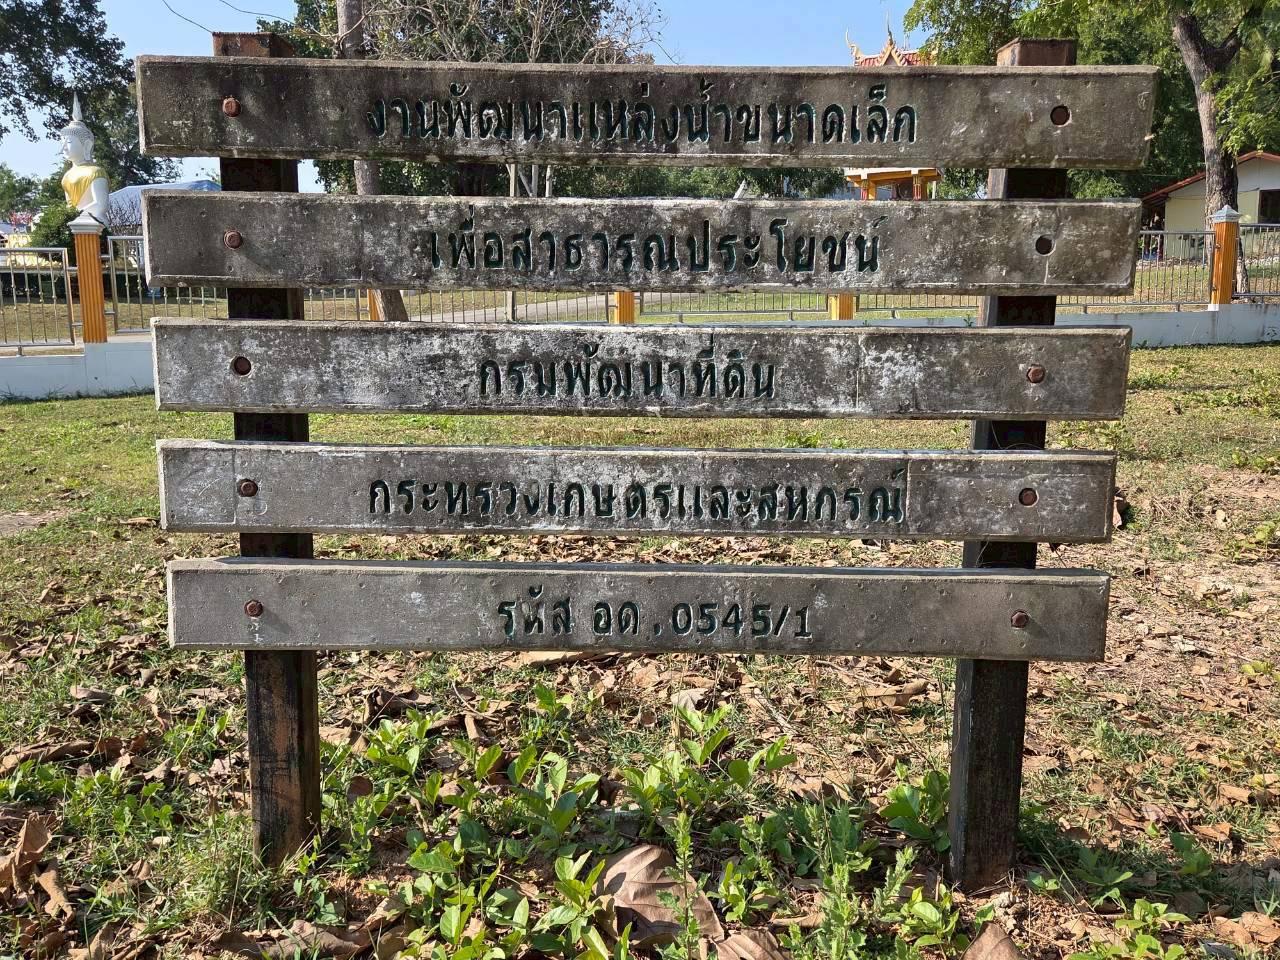 งานพัฒนาแหล่งน้ำขนาดเล็ก
เพื่อสาธารณประโยชน์
กรมพัฒนาที่ดิน
กระทรวงเกษตรและสหกรณ์
รหัส อด . 0545/1